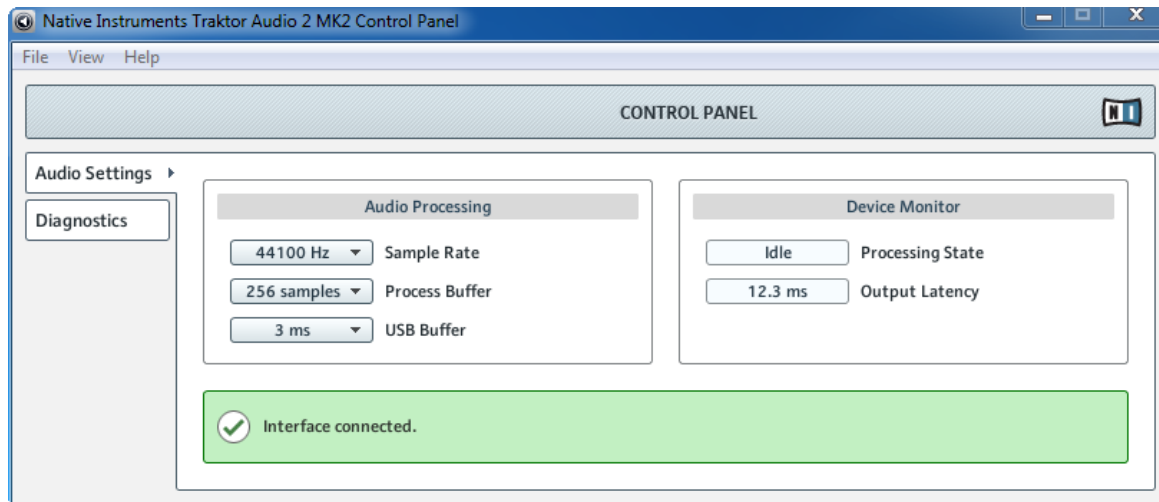 Native Instruments Traktor Audio 2 MK2 Control Panel
File View Help
CONTROL PANEL
NI
Audio Settings
Diagnostics
Audio Processing
44100 Hz Sample Rate
256 samples Process Buffer
3 ms USB Buffer
Device Monitor
Idle Processing State
12.3 ms Output Latency
Interface connected.